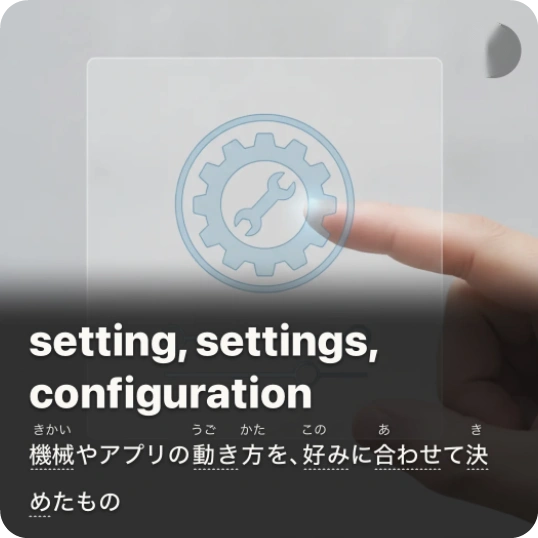 setting, settings,
configuration
きかい うご かた この あ き
機械やアプリの動き方を、好みに合わせて決
めたもの